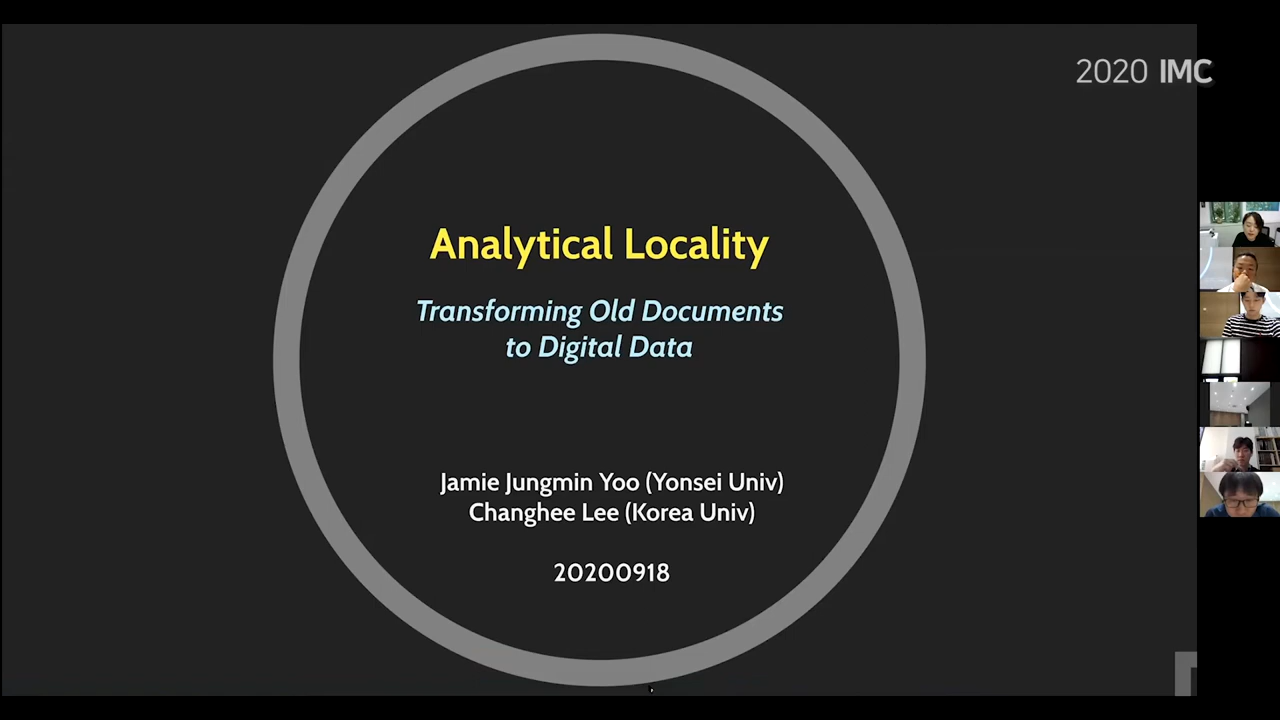 2020 IMC
Analytical Locality
Transforming Old Documents
to Digital Data
Jamie Jungmin Yoo (Yonsei Univ)
Changhee Lee (Korea Univ)
20200918